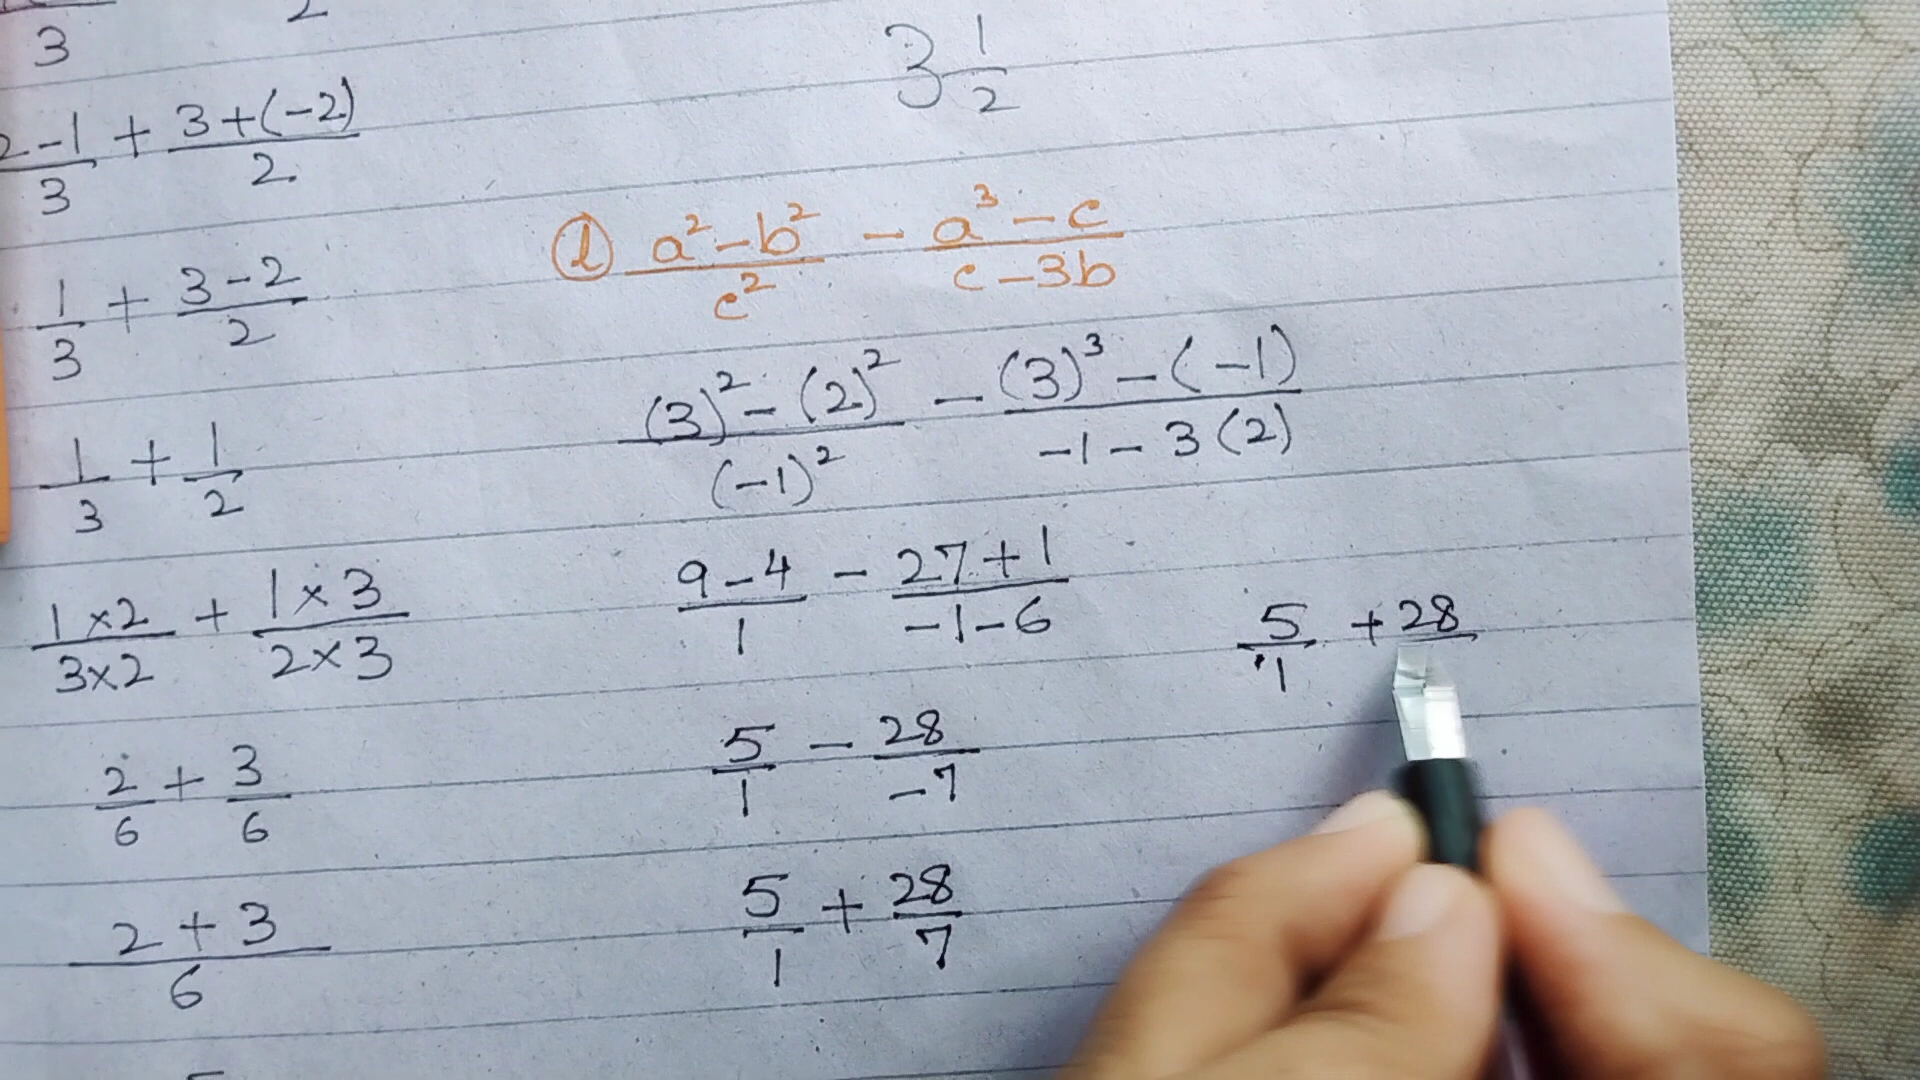 3 2
2-1/3 + 3+(-2)/2
1/3 + 3-2/2
1/3 + 1/2
1×2/3×2 + 1×3/2×3
2/6 + 3/6
2+3/6
3 1/2
ⓓ a²-b²/c² - a³-c/c-3b
(3)²-(2)²/(-1)² - (3)³-(-1)/-1-3(2)
9-4/1 - 27+1/-1-6
5/1 - 28/-7
5/1 + 28/7
5/1 + 28